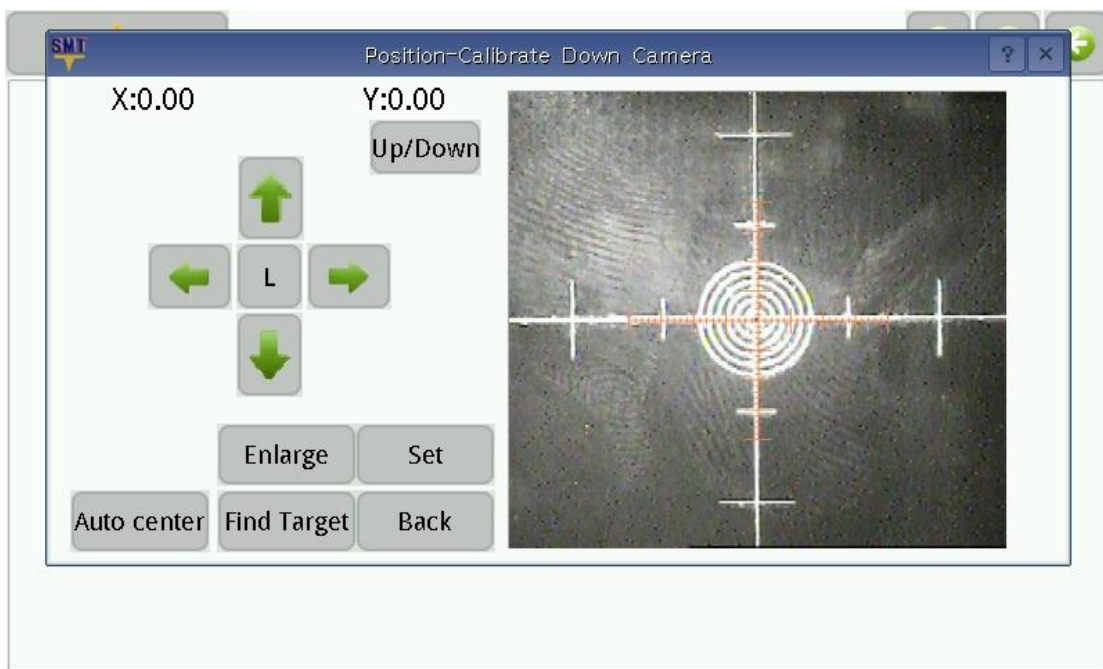 SMT
Position-Calibrate Down Camera
?
X:0.00 Y:0.00
Up/Down
L
Enlarge Set
Auto center Find Target Back